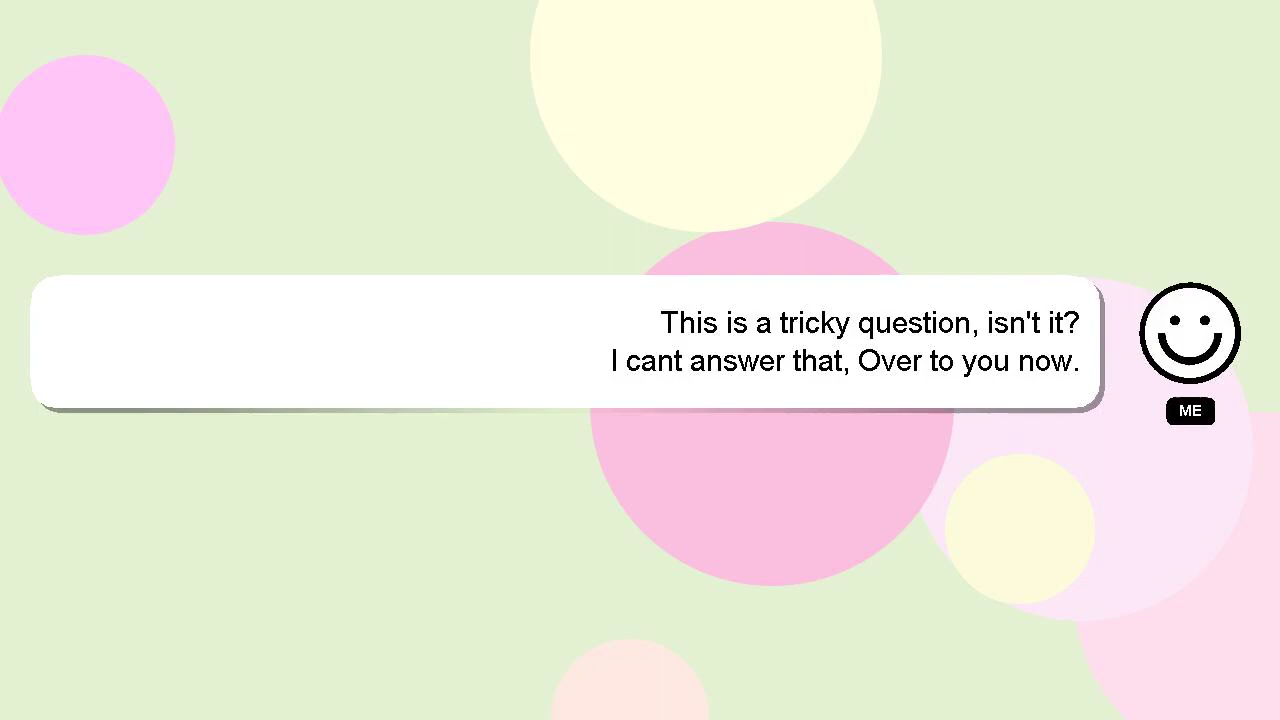 This is a tricky question, isn't it?
I cant answer that, Over to you now.
ME